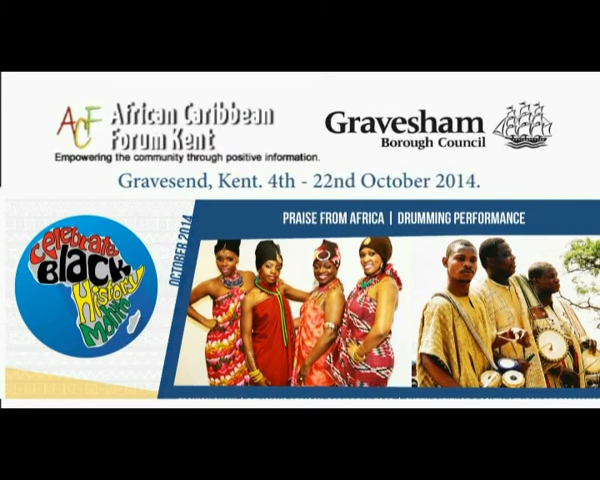 ACF African Caribbean
Forum Kent
Empowering the community through positive information.
Gravesham
Borough Council
Gravesend, Kent. 4th - 22nd October 2014.
OCTOBER 2014
PRAISE FROM AFRICA | DRUMMING PERFORMANCE
Celebrate
Black
History
Month